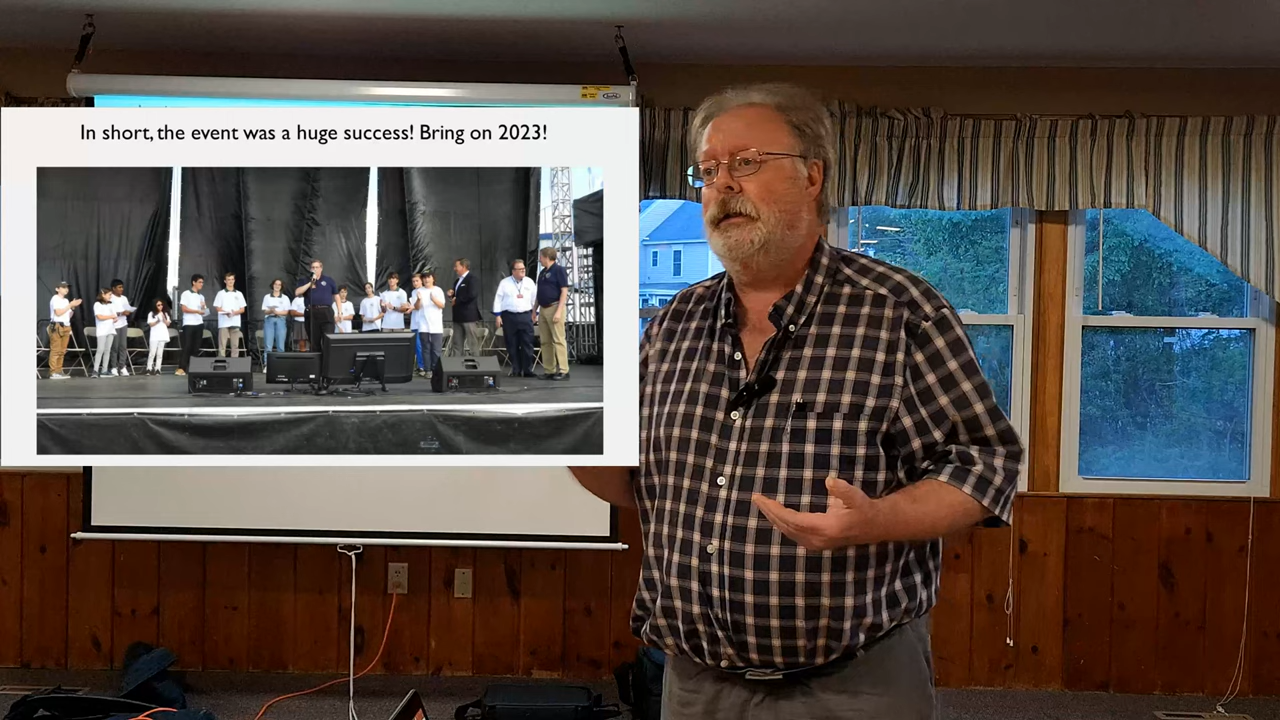 In short, the event was a huge success! Bring on 2023!